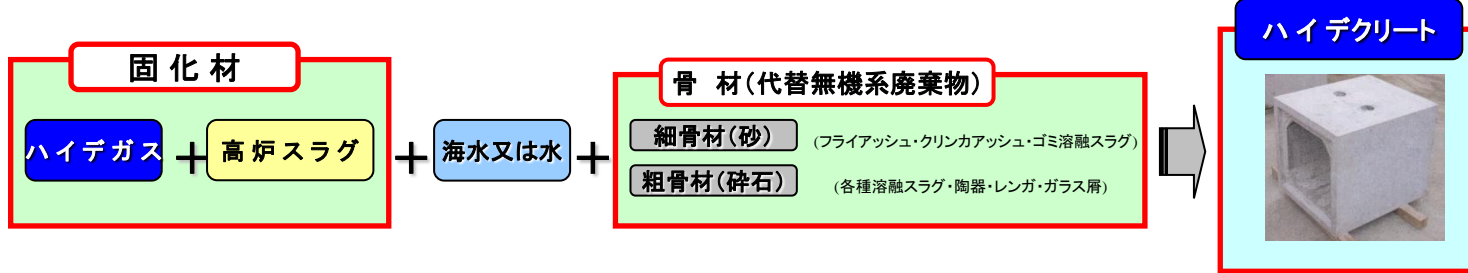 固化材
ハイデガス + 高炉スラグ + 海水又は水 +
骨　材(代替無機系廃棄物)
細骨材(砂) (フライアッシュ・クリンカアッシュ・ゴミ溶融スラグ)
粗骨材(砕石) (各種溶融スラグ・陶器・レンガ・ガラス屑)
ハイデクリート